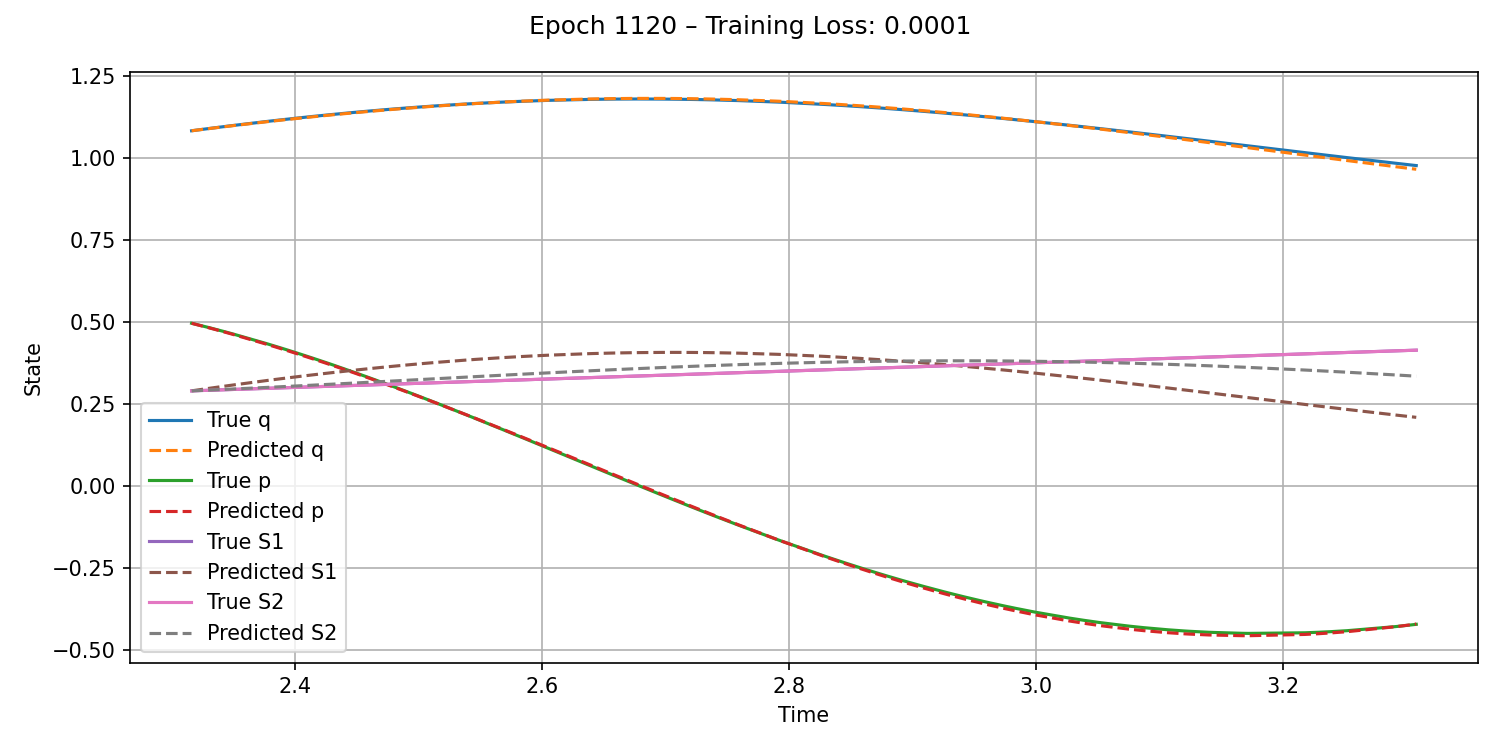 Epoch 1120 – Training Loss: 0.0001
1.25
1.00
0.75
0.50
0.25
0.00
−0.25
−0.50
State
True q
Predicted q
True p
Predicted p
True S1
Predicted S1
True S2
Predicted S2
2.4 2.6 2.8 3.0 3.2
Time